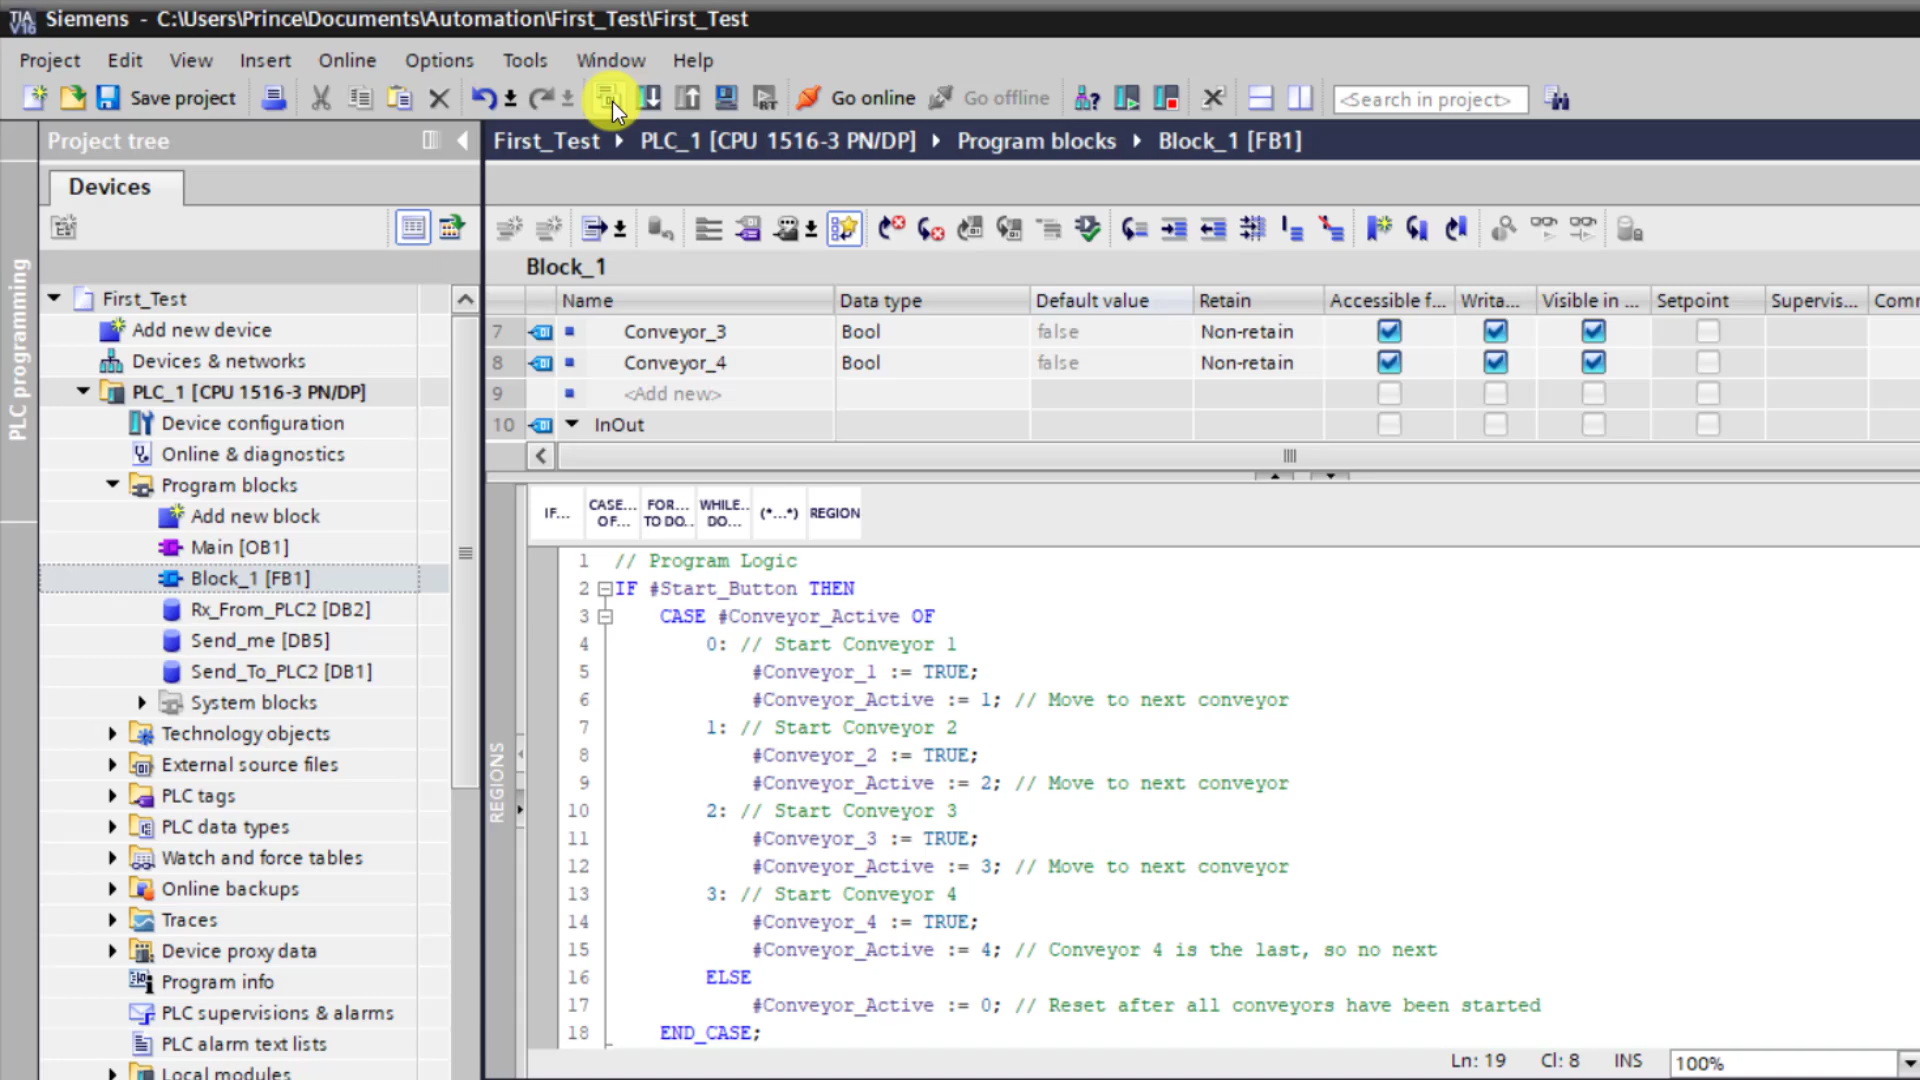 TIA V16 Siemens - C:\Users\Prince\Documents\Automation\First_Test\First_Test
Project Edit View Insert Online Options Tools Window Help
Save project Go online Go offline <Search in project>
Project tree
First_Test PLC_1 [CPU 1516-3 PN/DP] Program blocks Block_1 [FB1]
Devices
PLC programming
First_Test
Add new device
Devices & networks
PLC_1 [CPU 1516-3 PN/DP]
Device configuration
Online & diagnostics
Program blocks
Add new block
Main [OB1]
Block_1 [FB1]
Rx_From_PLC2 [DB2]
Send_me [DB5]
Send_To_PLC2 [DB1]
System blocks
Technology objects
External source files
PLC tags
PLC data types
Watch and force tables
Online backups
Traces
Device proxy data
Program info
PLC supervisions & alarms
PLC alarm text lists
Local modules
Block_1
Name Data type Default value Retain Accessible f... Writa... Visible in ... Setpoint Supervis... Comm
7 Conveyor_3 Bool false Non-retain
8 Conveyor_4 Bool false Non-retain
9 <Add new>
10 InOut
IF... CASE... OF... FOR... TO DO.. WHILE.. DO... (*...*) REGION
REGIONS
1 // Program Logic
2 IF #Start_Button THEN
3 CASE #Conveyor_Active OF
4 0: // Start Conveyor 1
5 #Conveyor_1 := TRUE;
6 #Conveyor_Active := 1; // Move to next conveyor
7 1: // Start Conveyor 2
8 #Conveyor_2 := TRUE;
9 #Conveyor_Active := 2; // Move to next conveyor
10 2: // Start Conveyor 3
11 #Conveyor_3 := TRUE;
12 #Conveyor_Active := 3; // Move to next conveyor
13 3: // Start Conveyor 4
14 #Conveyor_4 := TRUE;
15 #Conveyor_Active := 4; // Conveyor 4 is the last, so no next
16 ELSE
17 #Conveyor_Active := 0; // Reset after all conveyors have been started
18 END_CASE;
Ln: 19 Cl: 8 INS 100%